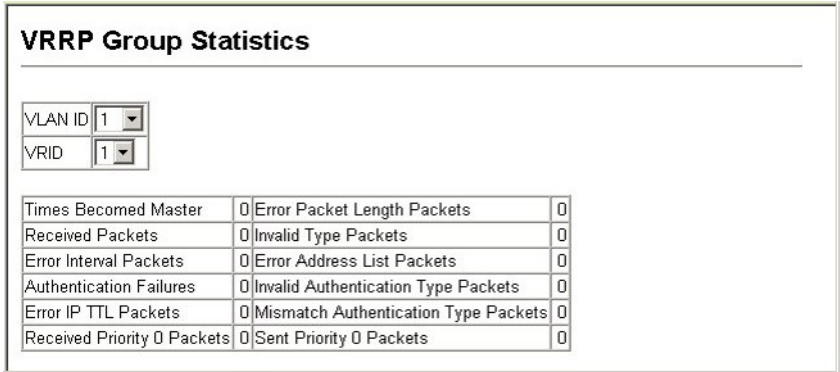 VRRP Group Statistics
VLAN ID 1
VRID 1
Times Becomed Master 0 Error Packet Length Packets 0
Received Packets 0 Invalid Type Packets 0
Error Interval Packets 0 Error Address List Packets 0
Authentication Failures 0 Invalid Authentication Type Packets 0
Error IP TTL Packets 0 Mismatch Authentication Type Packets 0
Received Priority 0 Packets 0 Sent Priority 0 Packets 0